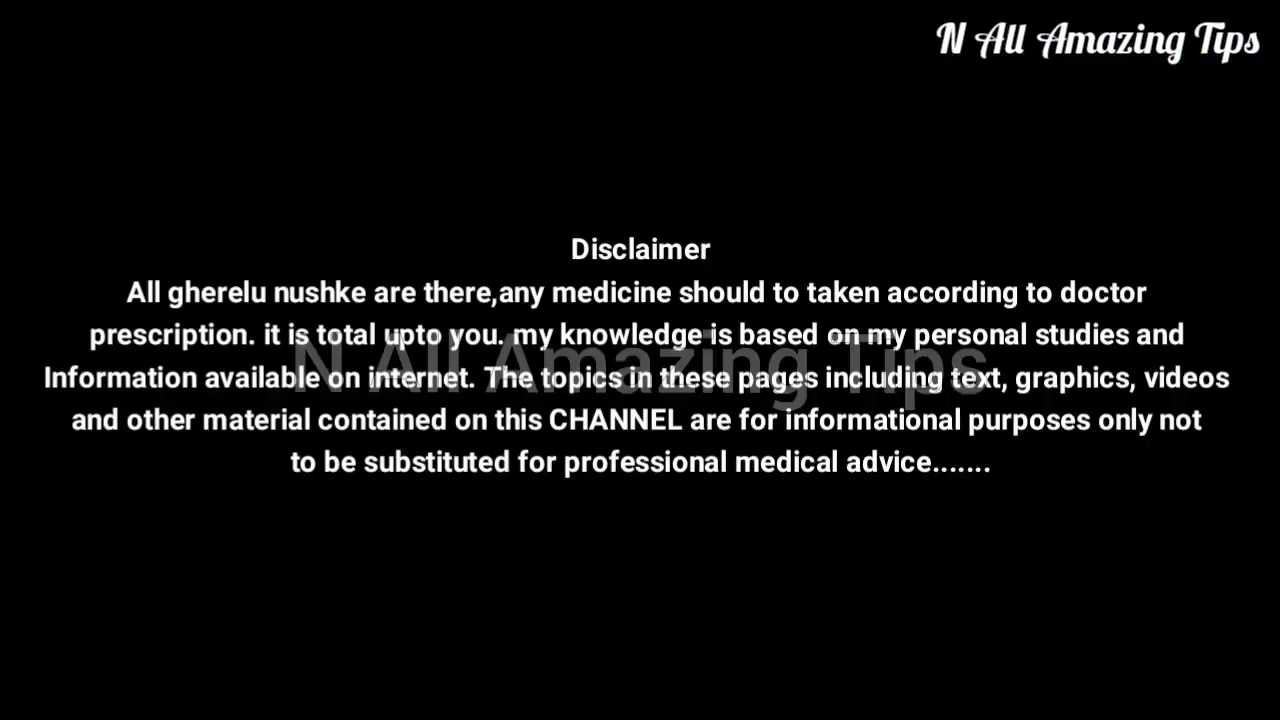 N All Amazing Tips
Disclaimer
All gherelu nushke are there,any medicine should to taken according to doctor
prescription. it is total upto you. my knowledge is based on my personal studies and
N All Amazing Tips
Information available on internet. The topics in these pages including text, graphics, videos
and other material contained on this CHANNEL are for informational purposes only not
to be substituted for professional medical advice.......